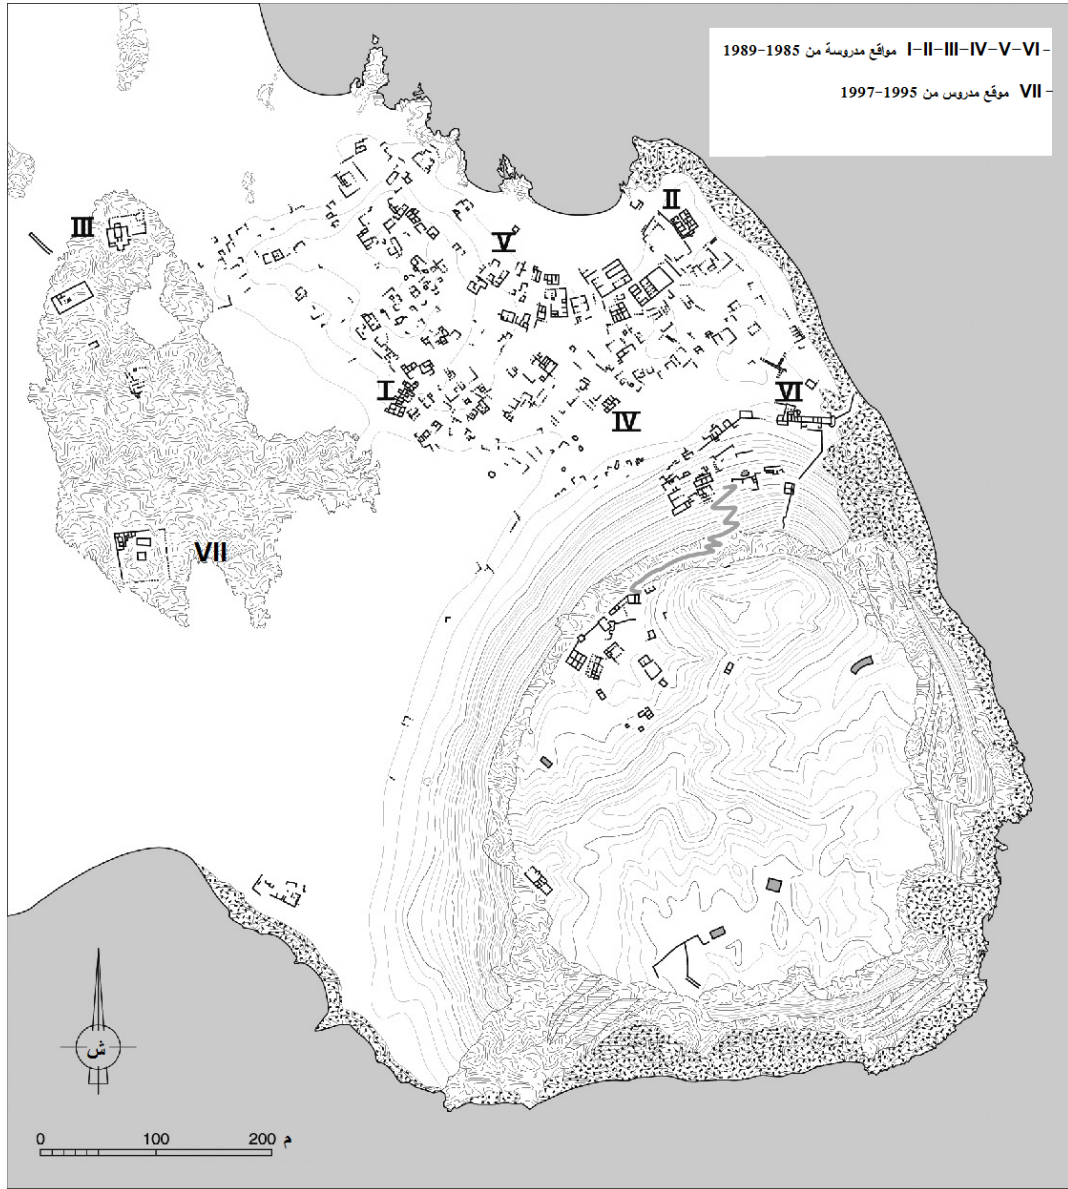 - I-II-III-IV-V-VI مواقع مدروسة من 1985-1989
- VII موقع مدروس من 1995-1997
II
III
V
I
VI
IV
VII
ش
0 100 200 م